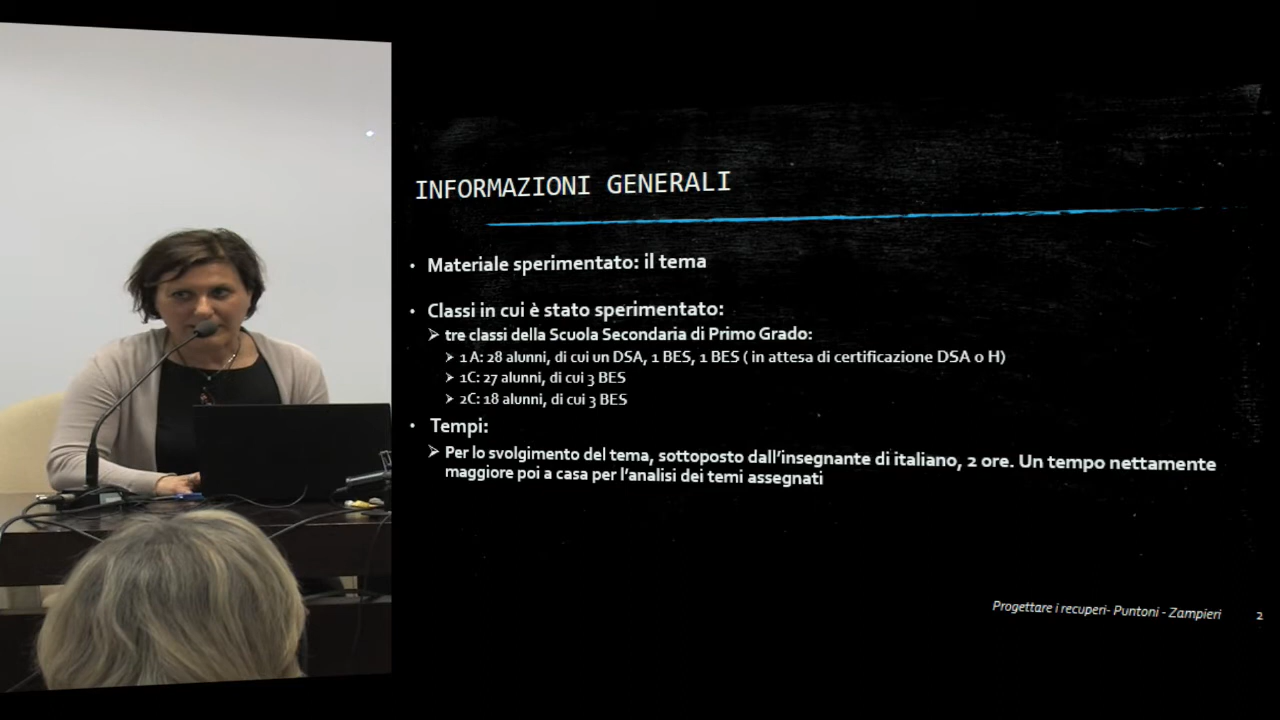 INFORMAZIONI GENERALI
• Materiale sperimentato: il tema
• Classi in cui è stato sperimentato:
➢ tre classi della Scuola Secondaria di Primo Grado:
➢ 1 A: 28 alunni, di cui un DSA, 1 BES, 1 BES ( in attesa di certificazione DSA o H)
➢ 1C: 27 alunni, di cui 3 BES
➢ 2C: 18 alunni, di cui 3 BES
• Tempi:
➢ Per lo svolgimento del tema, sottoposto dall'insegnante di italiano, 2 ore. Un tempo nettamente
maggiore poi a casa per l'analisi dei temi assegnati
Progettare i recuperi- Puntoni - Zampieri 2